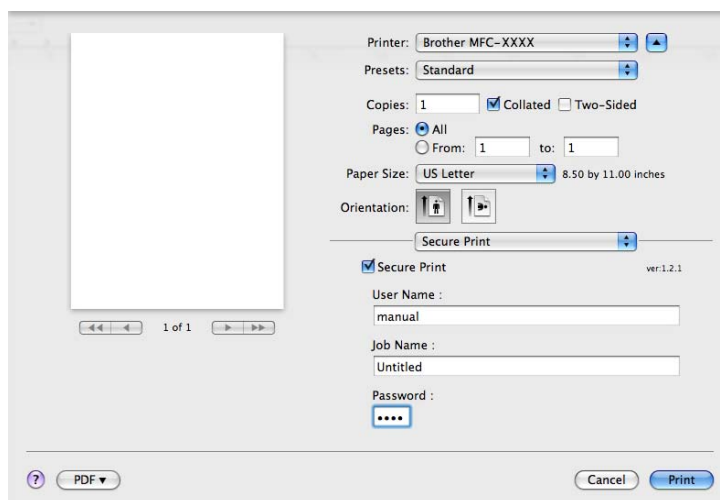 Printer: Brother MFC-XXXX
Presets: Standard
Copies: 1 Collated Two-Sided
Pages: All
From: 1 to: 1
Paper Size: US Letter 8.50 by 11.00 inches
Orientation:
Secure Print
Secure Print ver:1.2.1
User Name :
manual
Job Name :
Untitled
Password :
••••
1 of 1
? PDF ▾ Cancel Print